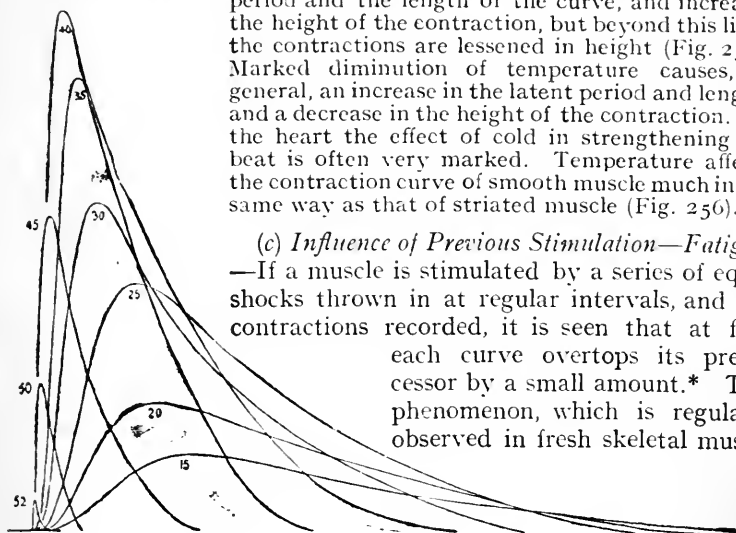 period and the length of the curve, and increa
the height of the contraction, but beyond this li
the contractions are lessened in height (Fig. 2
Marked diminution of temperature causes,
general, an increase in the latent period and leng
and a decrease in the height of the contraction.
the heart the effect of cold in strengthening
beat is often very marked. Temperature affe
the contraction curve of smooth muscle much in
same way as that of striated muscle (Fig. 256).
(c) Influence of Previous Stimulation—Fatig
—If a muscle is stimulated by a series of eq
shocks thrown in at regular intervals, and
contractions recorded, it is seen that at f
each curve overtops its pre
cessor by a small amount.* T
phenomenon, which is regula
observed in fresh skeletal mus
40
35
30
45
25
50
20
15
52